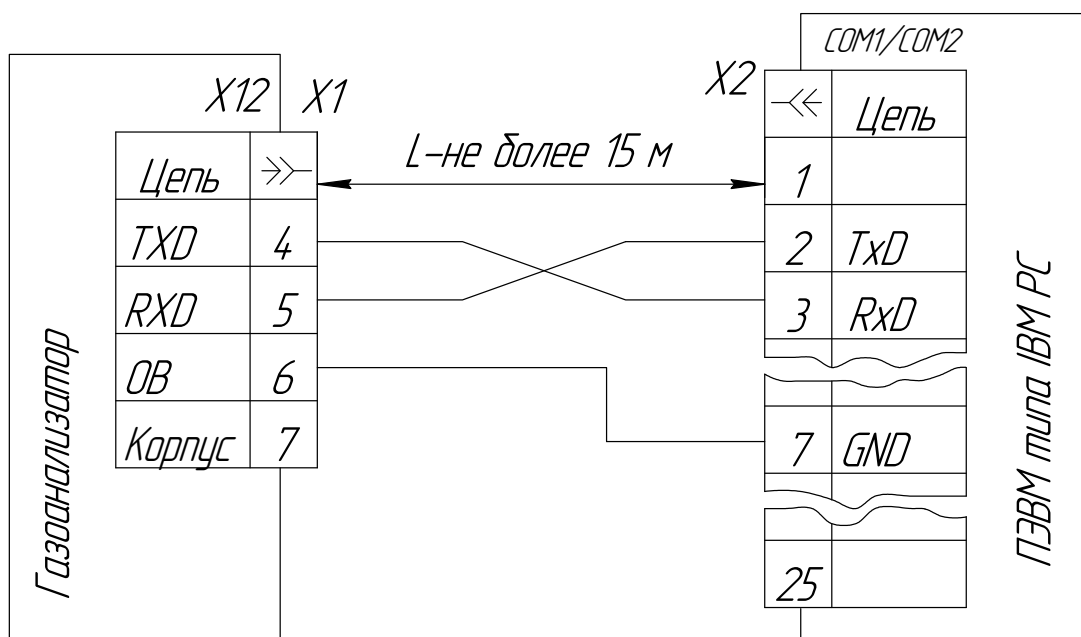 COM1/COM2
X12 X1
X2
Цепь
L-не более 15 м
Цепь
1
TXD 4
2 TxD
RXD 5
3 RxD
ОВ 6
Корпус 7
7 GND
25
Газоанализатор
ПЭВМ типа IBM PC